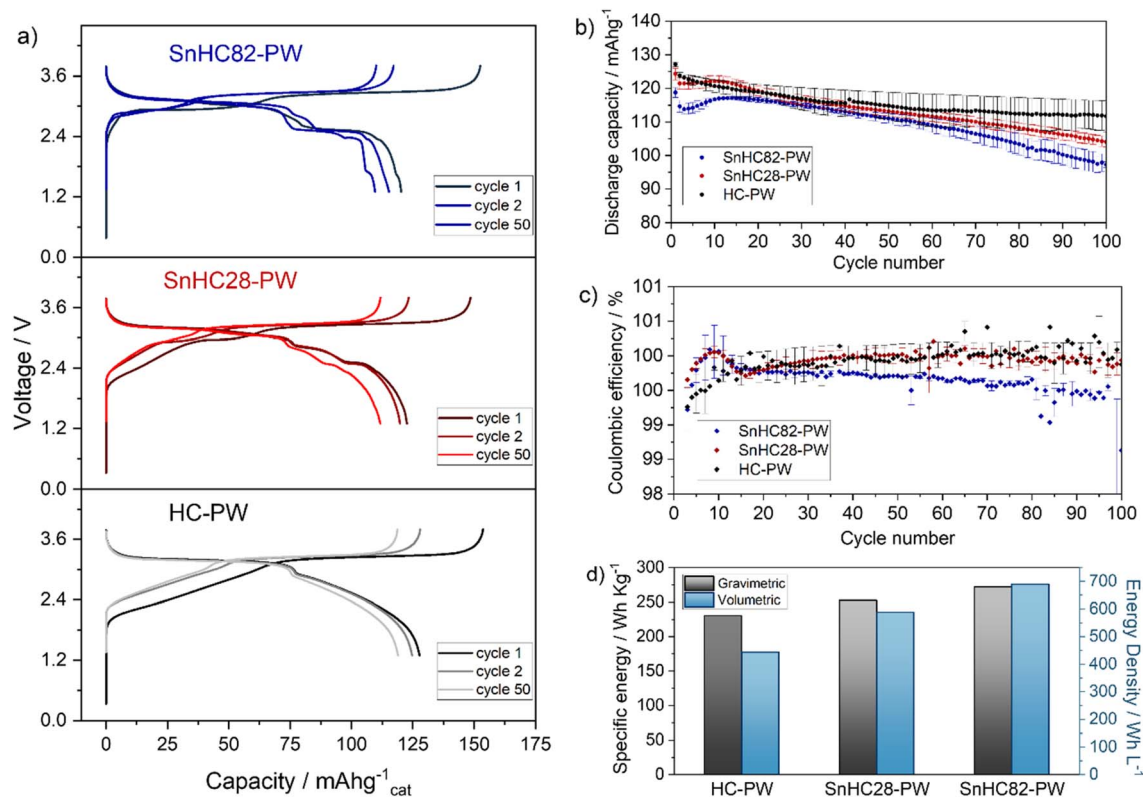 a)
SnHC82-PW
3.6
2.4
1.2
0.0
cycle 1
cycle 2
cycle 50
SnHC28-PW
3.6
2.4
1.2
0.0
cycle 1
cycle 2
cycle 50
HC-PW
3.6
2.4
1.2
0.0
cycle 1
cycle 2
cycle 50
Voltage / V
0 25 50 75 100 125 150 175
Capacity / mAhg⁻¹cat
b)
Discharge capacity / mAhg⁻¹
140
130
120
110
100
90
80
SnHC82-PW
SnHC28-PW
HC-PW
0 10 20 30 40 50 60 70 80 90 100
Cycle number
c)
Coulombic efficiency / %
101
101
100
100
99
99
98
SnHC82-PW
SnHC28-PW
HC-PW
0 10 20 30 40 50 60 70 80 90 100
Cycle number
d)
Specific energy / Wh Kg⁻¹
300
250
200
150
100
50
0
Gravimetric
Volumetric
700
600
500
400
300
200
100
0
Energy Density / Wh L⁻¹
HC-PW SnHC28-PW SnHC82-PW